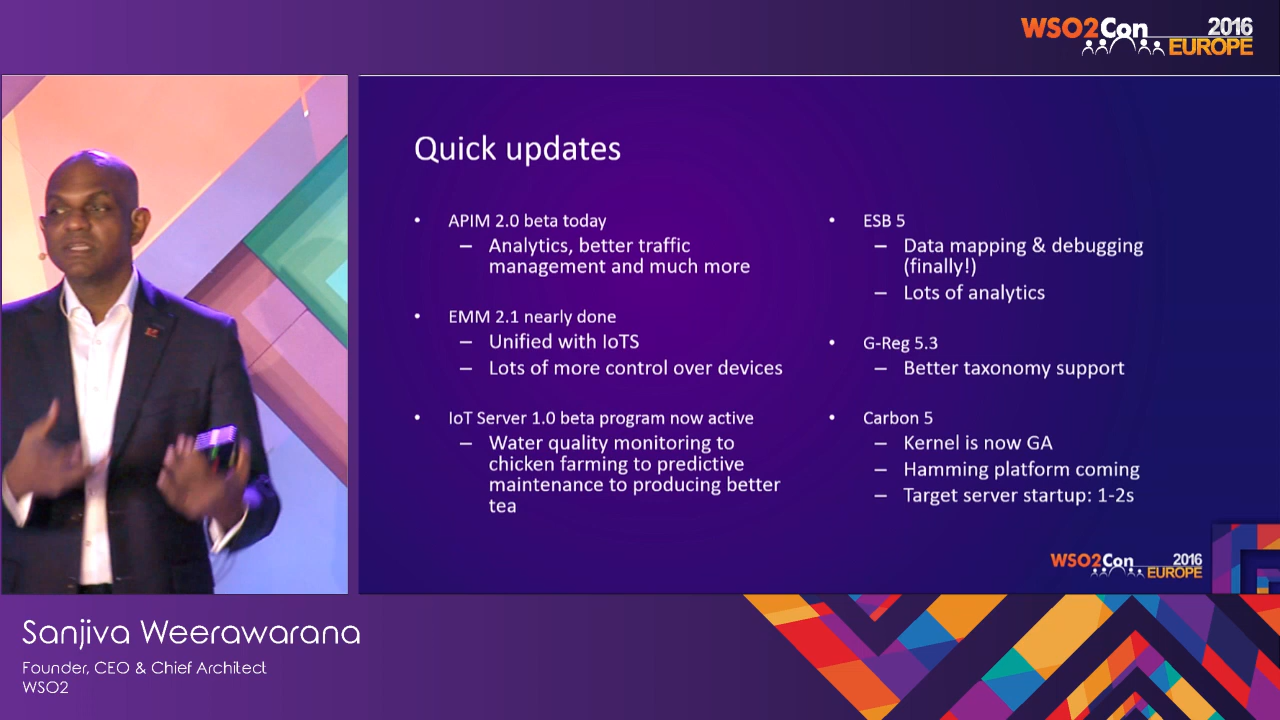 WSO2Con 2016
EUROPE
Quick updates
• APIM 2.0 beta today
– Analytics, better traffic
management and much more
• EMM 2.1 nearly done
– Unified with IoTS
– Lots of more control over devices
• IoT Server 1.0 beta program now active
– Water quality monitoring to
chicken farming to predictive
maintenance to producing better
tea
• ESB 5
– Data mapping & debugging
(finally!)
– Lots of analytics
• G-Reg 5.3
– Better taxonomy support
• Carbon 5
– Kernel is now GA
– Hamming platform coming
– Target server startup: 1-2s
WSO2Con 2016
EUROPE
Sanjiva Weerawarana
Founder, CEO & Chief Architect
WSO2